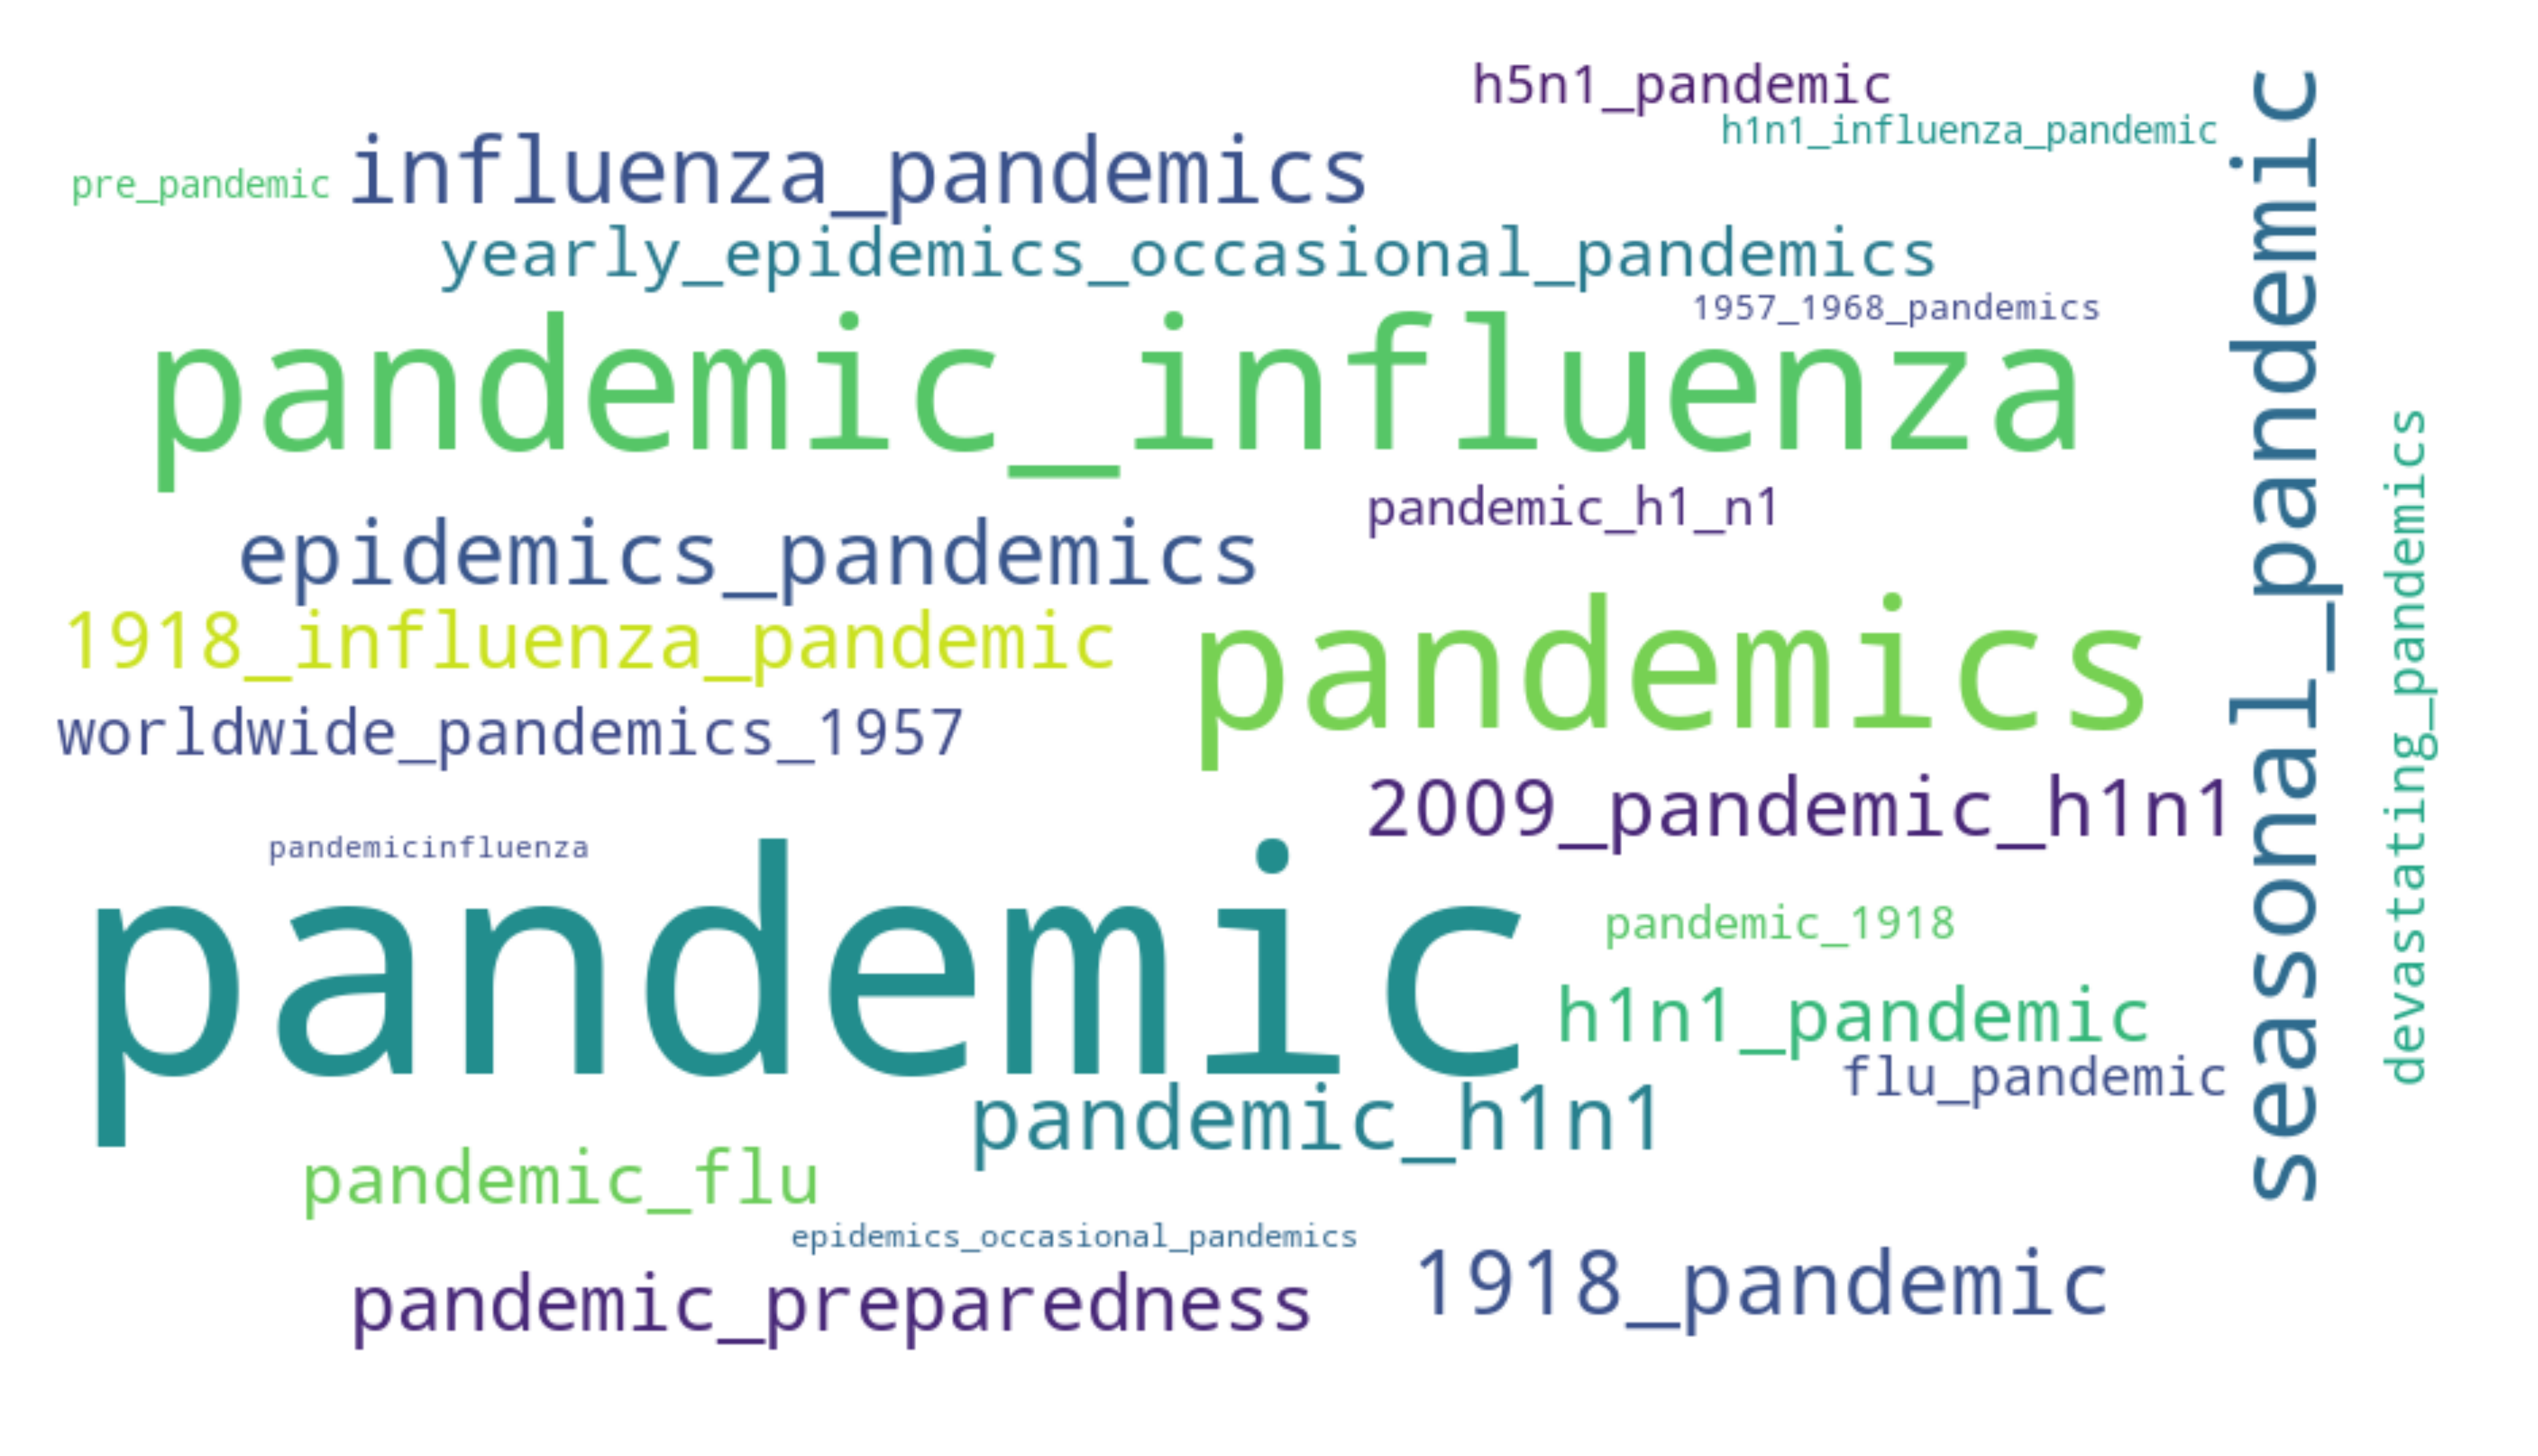 h5n1_pandemic
h1n1_influenza_pandemic
pre_pandemic
influenza_pandemics
yearly_epidemics_occasional_pandemics
1957_1968_pandemics
pandemic_influenza
pandemic_h1_n1
epidemics_pandemics
1918_influenza_pandemic
pandemics
worldwide_pandemics_1957
2009_pandemic_h1n1
pandemicinfluenza
pandemic
pandemic_1918
h1n1_pandemic
flu_pandemic
pandemic_h1n1
pandemic_flu
epidemics_occasional_pandemics
1918_pandemic
pandemic_preparedness
seasonal_pandemic
devastating_pandemics